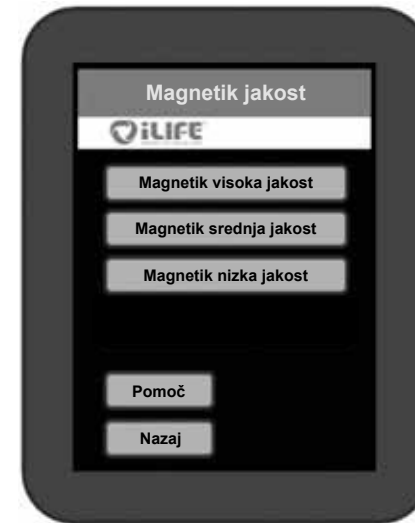 Magnetik jakost
iLIFE
Magnetik visoka jakost
Magnetik srednja jakost
Magnetik nizka jakost
Pomoč
Nazaj